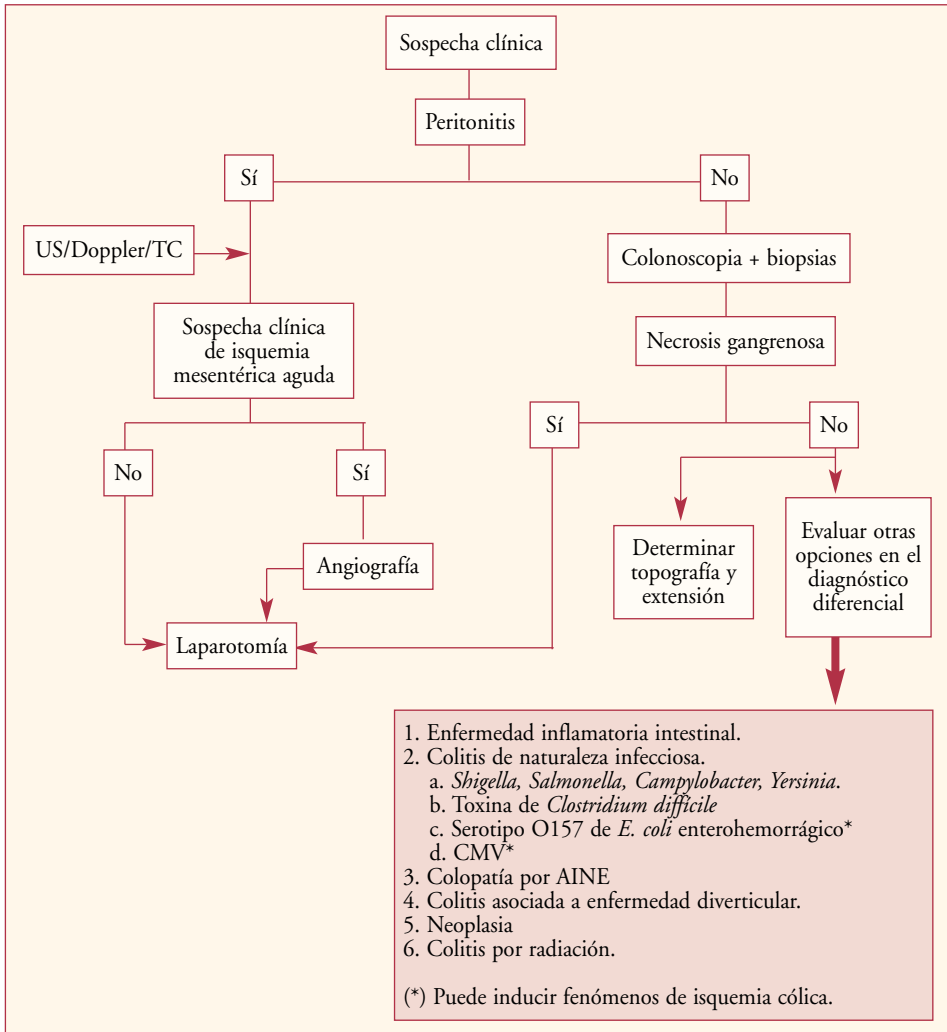 Sospecha clínica
Peritonitis
Sí
No
US/Doppler/TC
Colonoscopia + biopsias
Sospecha clínica
de isquemia
mesentérica aguda
Necrosis gangrenosa
Sí
No
No
Sí
Angiografía
Determinar
topografía y
extensión
Evaluar otras
opciones en el
diagnóstico
diferencial
Laparotomía
1. Enfermedad inflamatoria intestinal.
2. Colitis de naturaleza infecciosa.
a. Shigella, Salmonella, Campylobacter, Yersinia.
b. Toxina de Clostridium difficile
c. Serotipo O157 de E. coli enterohemorrágico*
d. CMV*
3. Colopatía por AINE
4. Colitis asociada a enfermedad diverticular.
5. Neoplasia
6. Colitis por radiación.
(*) Puede inducir fenómenos de isquemia cólica.